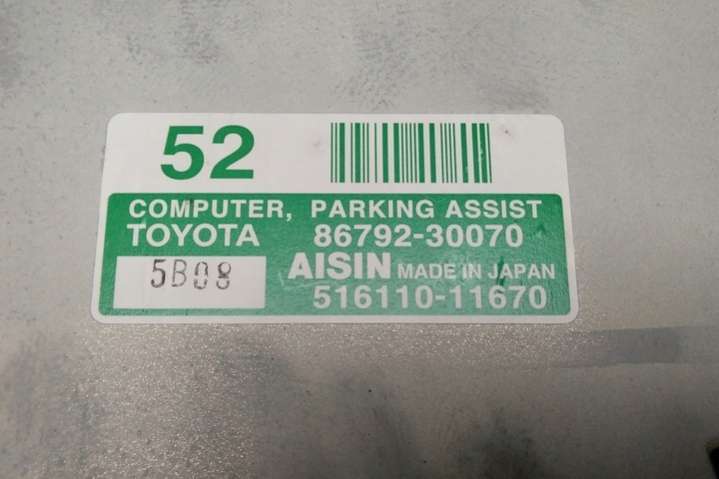 52
COMPUTER, PARKING ASSIST
TOYOTA 86792-30070
5B08 AISIN MADE IN JAPAN
516110-11670